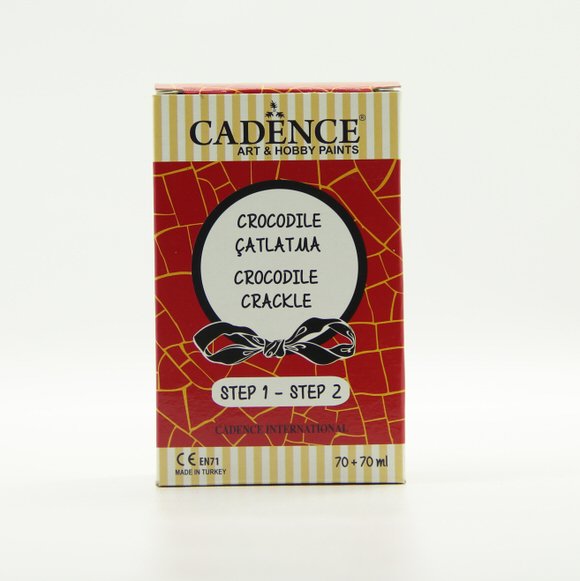 CADENCE®
ART & HOBBY PAINTS
CROCODILE
ÇATLATMA
CROCODILE
CRACKLE
STEP 1 - STEP 2
CADENCE INTERNATIONAL
CE EN71
MADE IN TURKEY
70 + 70 ml